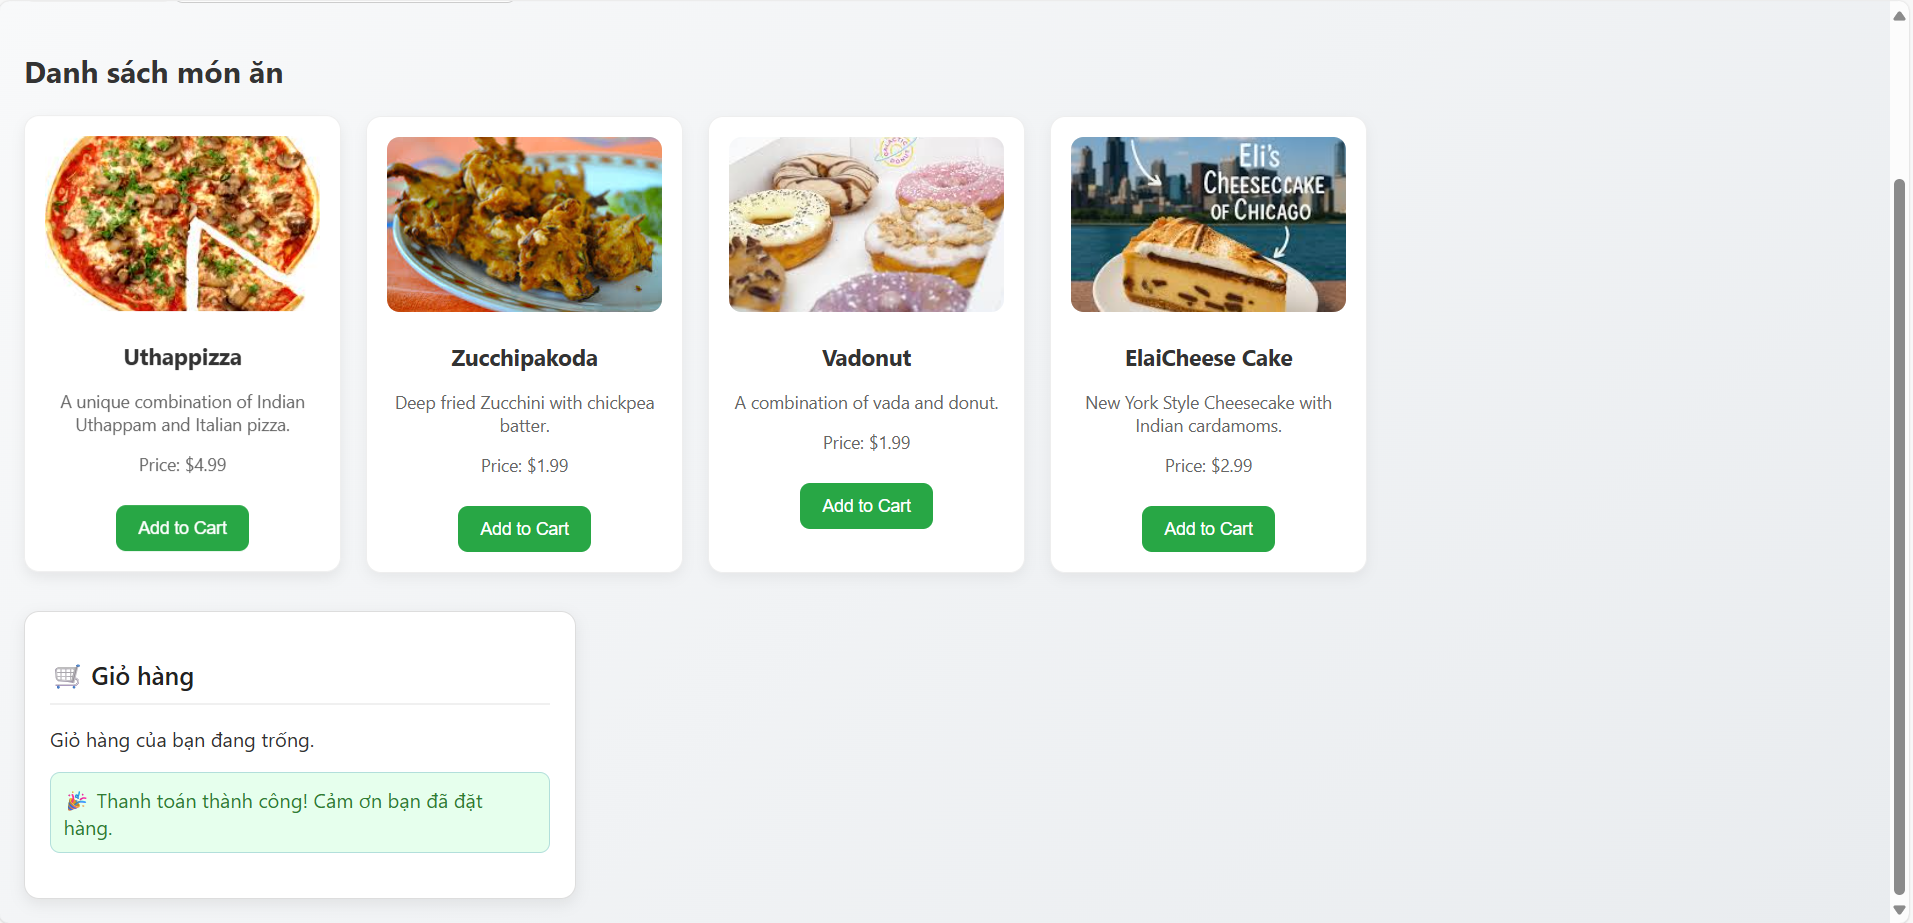 Danh sách món ăn
Eli's
CHEESECCAKE
OF CHICAGO
Uthappizza
A unique combination of Indian
Uthappam and Italian pizza.
Price: $4.99
Add to Cart
Zucchipakoda
Deep fried Zucchini with chickpea
batter.
Price: $1.99
Add to Cart
Vadonut
A combination of vada and donut.
Price: $1.99
Add to Cart
ElaiCheese Cake
New York Style Cheesecake with
Indian cardamoms.
Price: $2.99
Add to Cart
Giỏ hàng
Giỏ hàng của bạn đang trống.
🎉 Thanh toán thành công! Cảm ơn bạn đã đặt
hàng.